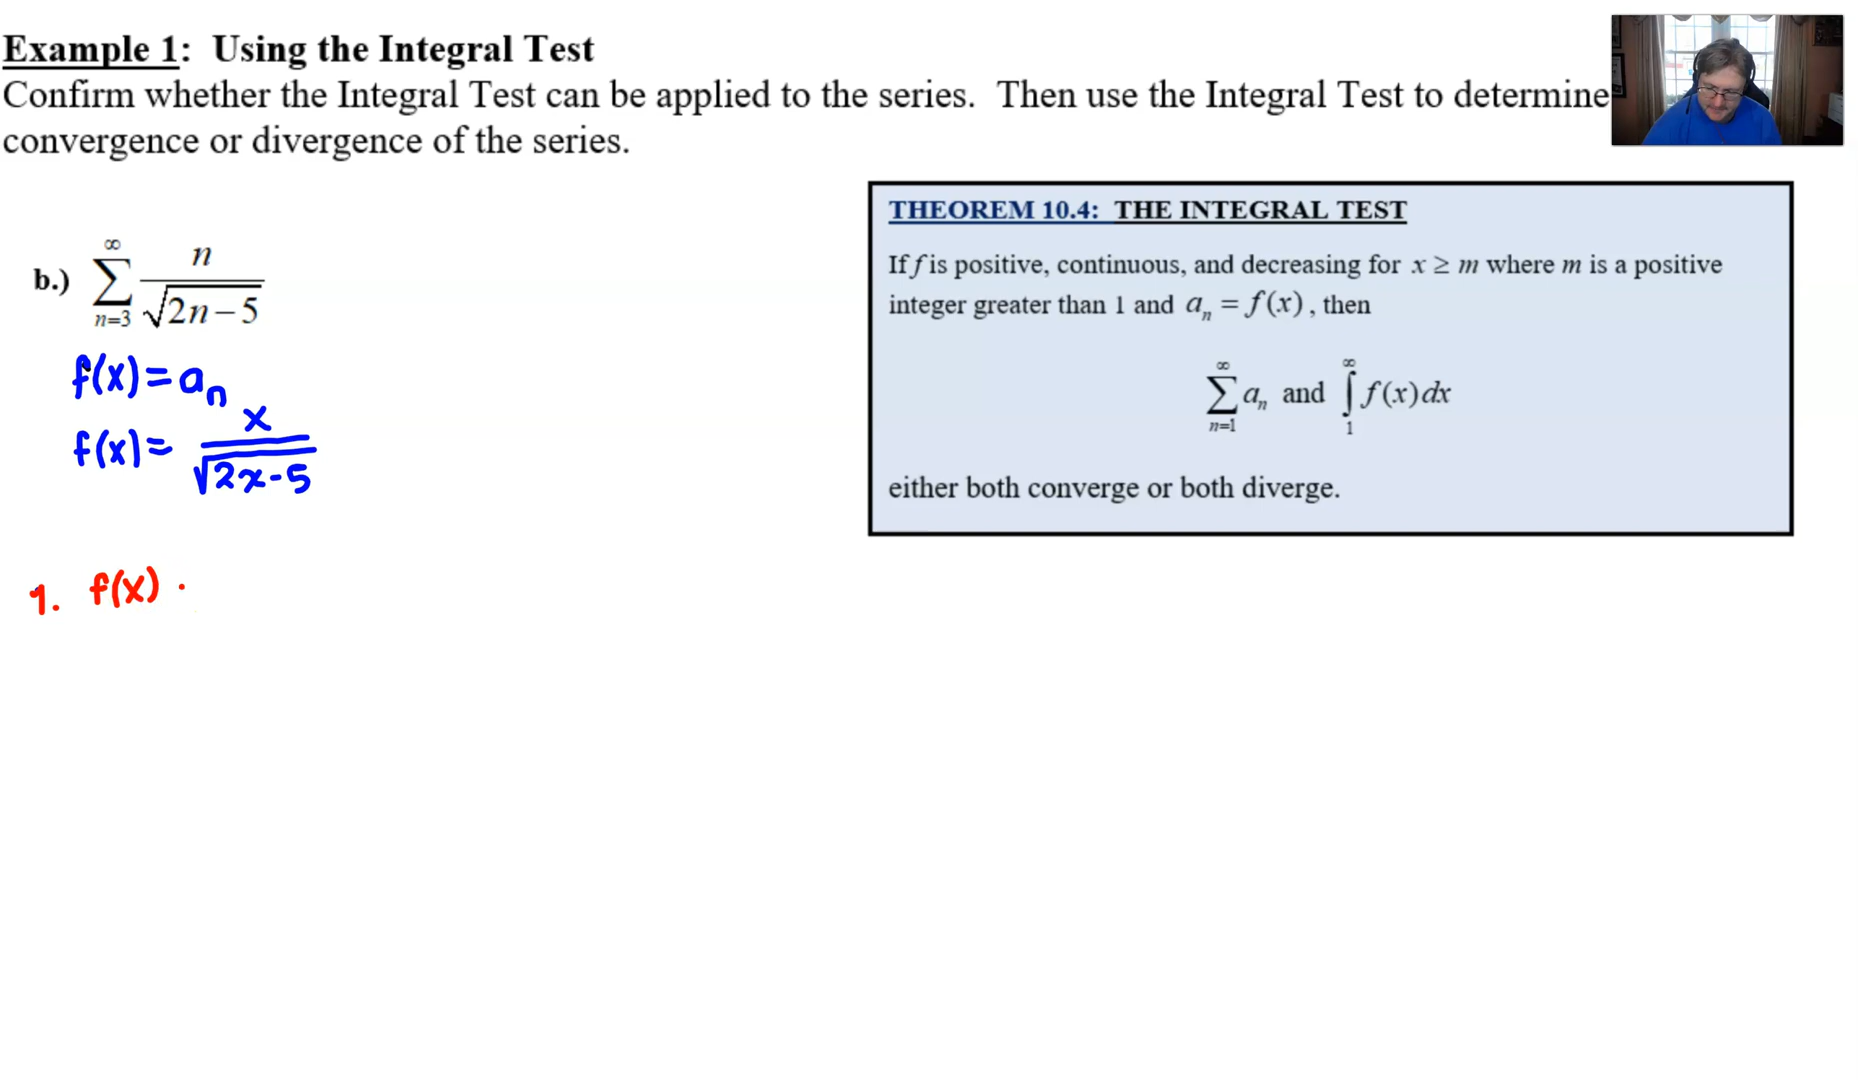 Example 1: Using the Integral Test
Confirm whether the Integral Test can be applied to the series. Then use the Integral Test to determine
convergence or divergence of the series.
b.) ∑_{n=3}^{∞} n/√(2n−5)
f(x) = aₙ
f(x) = x/√(2x-5)
1. f(x) ·
THEOREM 10.4: THE INTEGRAL TEST
If f is positive, continuous, and decreasing for x ≥ m where m is a positive
integer greater than 1 and aₙ = f(x), then
∑_{n=1}^{∞} aₙ and ∫_{1}^{∞} f(x)dx
either both converge or both diverge.